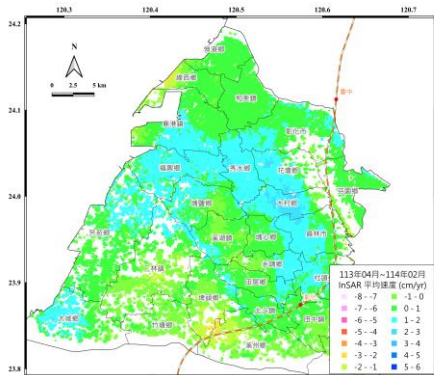 120.3 120.4 120.5 120.6 120.7
24.2
伸港鄉
N
線西鄉
和美鎮
0 2.5 5 km
台中
24.1
鹿港鎮
彰化市
福興鄉
秀水鄉
花壇鄉
芬園鄉
24.0
埔鹽鄉
大村鄉
芳苑鄉
溪湖鎮
埔心鄉
員林市
二林鎮
永靖鄉
社頭
23.9
埤頭鄉
田尾鄉
大城鄉
北斗鎮
田中鎮
竹塘鄉
溪州鄉
23.8
113年04月~114年02月
InSAR 平均速度 (cm/yr)
-8 - -7 -1 - 0
-7 - -6 0 - 1
-6 - -5 1 - 2
-5 - -4 2 - 3
-4 - -3 3 - 4
-3 - -2 4 - 5
-2 - -1 5 - 6